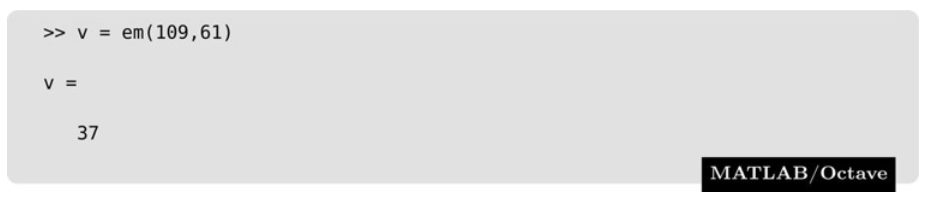 >> v = em(109,61)
v =
37
MATLAB/Octave